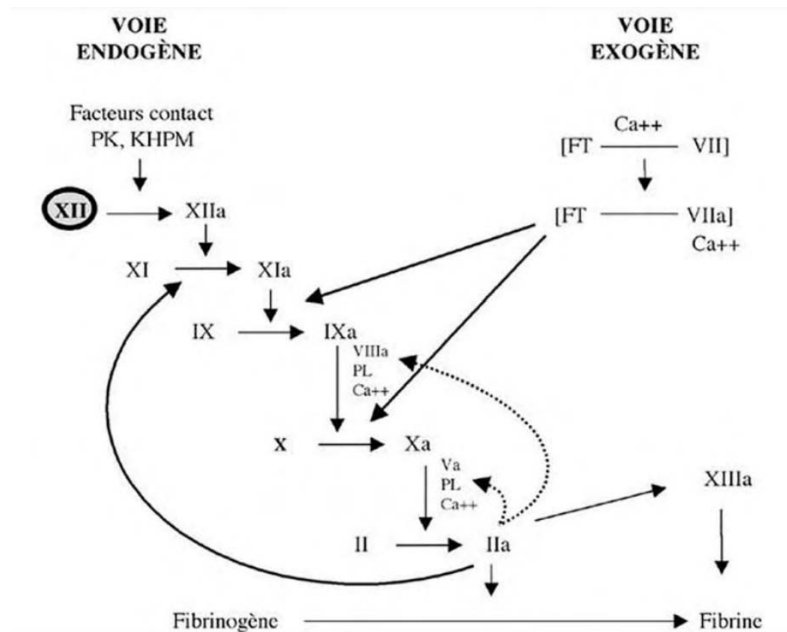 VOIE
ENDOGÈNE
VOIE
EXOGÈNE
Facteurs contact
PK, KHPM
Ca++
[FT VII]
XII XIIa
[FT VIIa]
Ca++
XI XIa
IX IXa
VIIIa
PL
Ca++
X Xa
Va
PL
Ca++
XIIIa
II IIa
Fibrinogène Fibrine